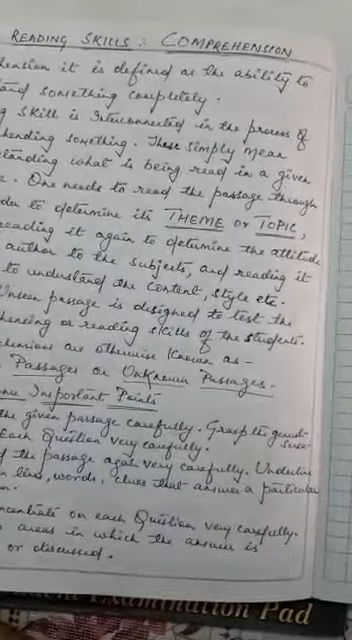 READING SKILLS : COMPREHENSION
hension it is defined as the ability to
and something completely.
g skill is Interconnected in the process of
hending something. These simply mean
standing what is being read in a given
e. One needs to read the passage through
der to determine its THEME or TOPIC,
reading it again to determine the attitude
author to the subjects, and reading it
to understand the content, style etc.
Unseen passage is designed to test the
hending or reading skills of the students.
ehensions are otherwise known as -
Passages or UnKnown Passages.
ome Important Points
the given passage carefully. Grasp the general
sense
Each Question very carefully.
d the passage again very carefully. Underline
lines, words, clues that answer a particular
n.
ncentrate on each Question very carefully.
areas in which the answer is
or discussed.
Examination Pad